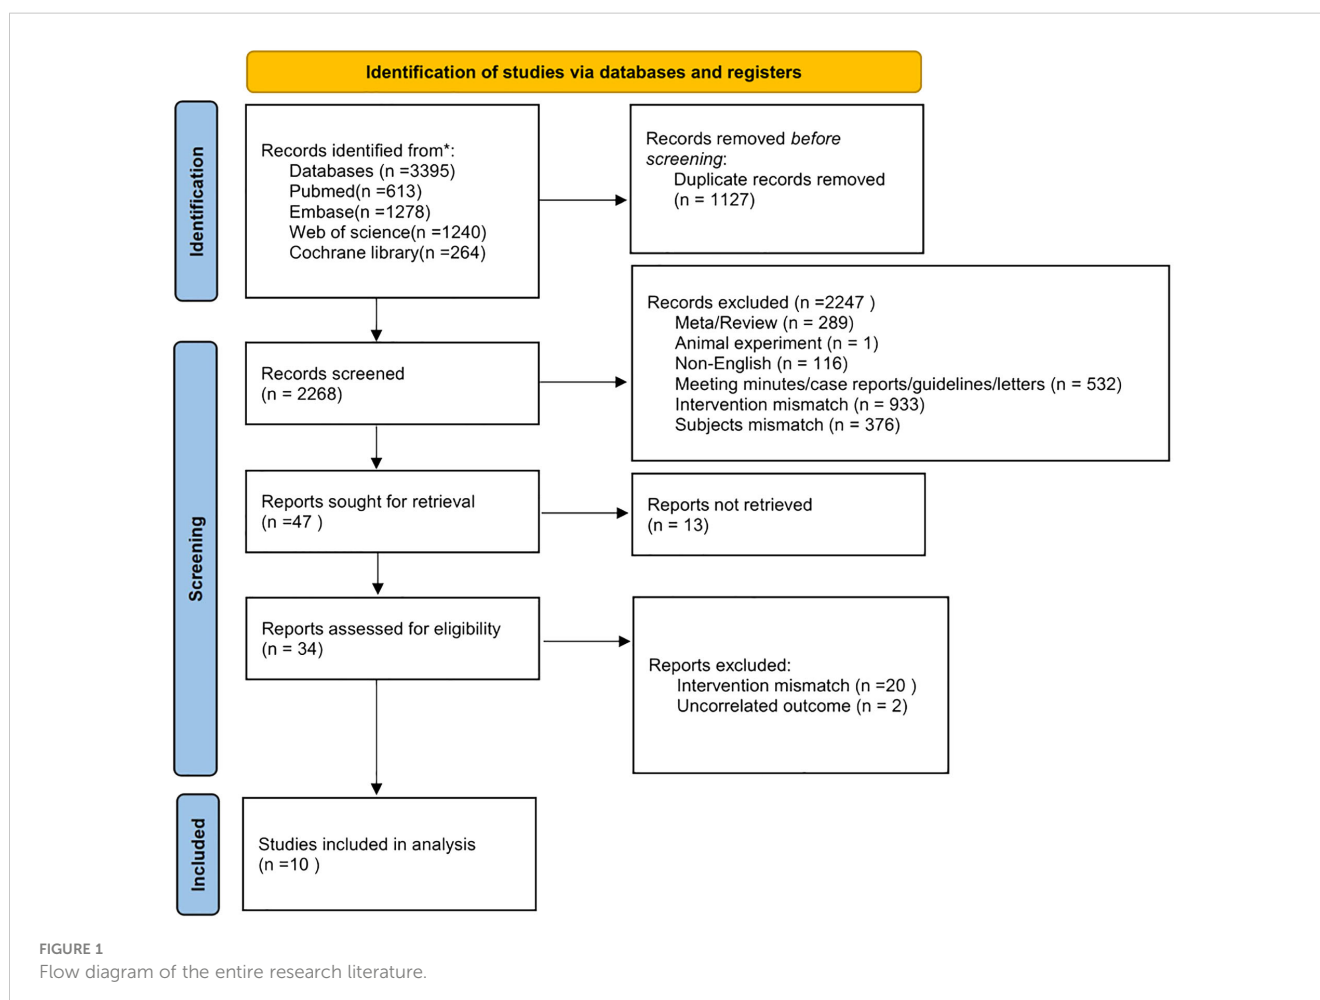 Identification of studies via databases and registers
Identification
Records identified from*:
Databases (n =3395)
Pubmed(n =613)
Embase(n =1278)
Web of science(n =1240)
Cochrane library(n =264)
Records removed before
screening:
Duplicate records removed
(n = 1127)
Screening
Records screened
(n = 2268)
Records excluded (n =2247 )
Meta/Review (n = 289)
Animal experiment (n = 1)
Non-English (n = 116)
Meeting minutes/case reports/guidelines/letters (n = 532)
Intervention mismatch (n = 933)
Subjects mismatch (n = 376)
Reports sought for retrieval
(n =47 )
Reports not retrieved
(n = 13)
Reports assessed for eligibility
(n = 34)
Reports excluded:
Intervention mismatch (n =20 )
Uncorrelated outcome (n = 2)
Included
Studies included in analysis
(n =10 )
FIGURE 1
Flow diagram of the entire research literature.